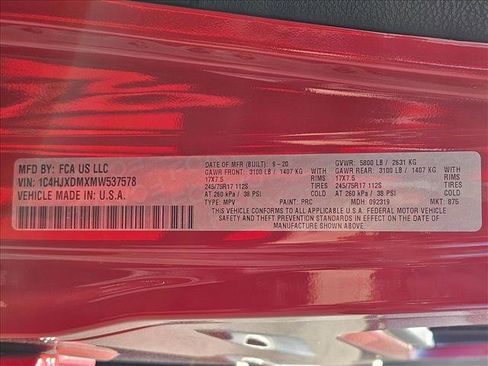 MFD BY: FCA US LLC
VIN: 1C4HJXDMXMW537578
VEHICLE MADE IN: U.S.A.
DATE OF MFR (MFD): 9-20 GVWR: 5800 LB / 2631 KG
GAWR FRONT: 3100 LB / 1407 KG WITH GAWR REAR: 3100 LB / 1407 KG WITH
17X7.5 RIMS 17X7.5 RIMS
245/75R17 112S TIRES 245/75R17 112S TIRES
AT 260 kPa / 38 PSI COLD AT 260 kPa / 38 PSI COLD
TYPE: MPV PAINT: PRC MDH: 092319 MKT: 875
THIS VEHICLE CONFORMS TO ALL APPLICABLE U.S.A. FEDERAL MOTOR VEHICLE
SAFETY AND THEFT PREVENTION STANDARDS IN EFFECT ON THE DATE OF
MANUFACTURE SHOWN ABOVE.